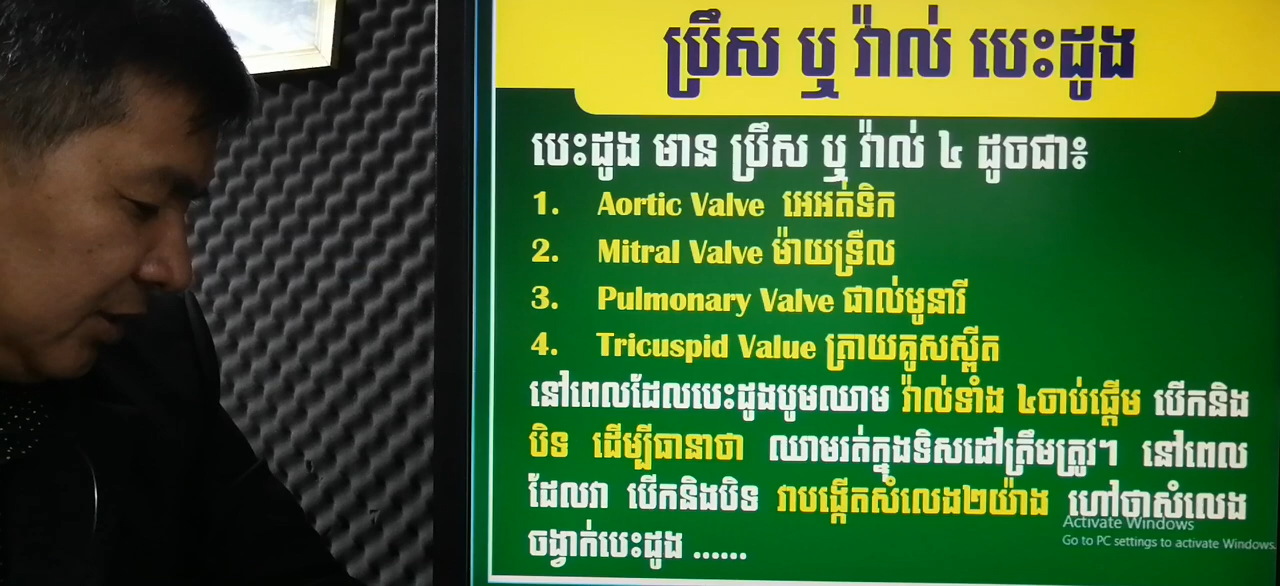 ប្រឹស ឬ វ៉ាល់ បេះដូង
បេះដូង មាន ប្រឹស ឬ វ៉ាល់ ៤ ដូចជា៖
1. Aortic Valve អេអត់ទិក
2. Mitral Valve ម៉ាយទ្រីល
3. Pulmonary Valve ផាល់មូនារី
4. Tricuspid Value ត្រាយគូសស្ពីត
នៅពេលដែលបេះដូងបូមឈាម វ៉ាល់ទាំង ៤ចាប់ផ្តើម បើកនិង
បិទ ដើម្បីធានាថា ឈាមរត់ក្នុងទិសដៅត្រឹមត្រូវ។ នៅពេល
ដែលវា បើកនិងបិទ វាបង្កើតសំលេង២យ៉ាង ហៅថាសំលេង
ចង្វាក់បេះដូង ......
Activate Windows
Go to PC settings to activate Windows.